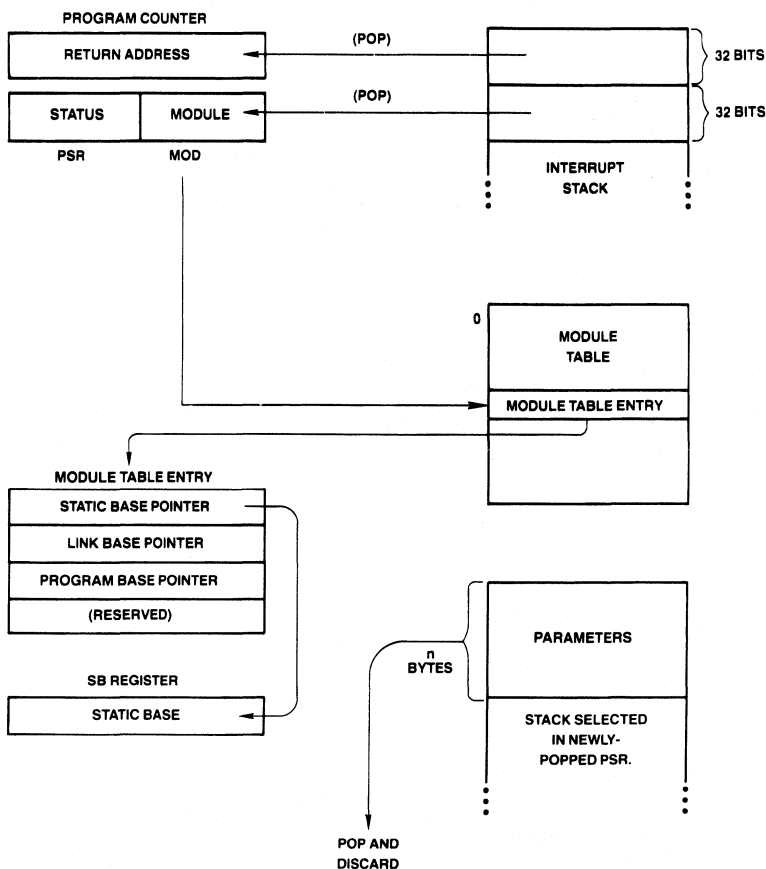 PROGRAM COUNTER
RETURN ADDRESS
(POP)
32 BITS
STATUS
MODULE
(POP)
32 BITS
PSR
MOD
INTERRUPT
STACK
0
MODULE
TABLE
MODULE TABLE ENTRY
MODULE TABLE ENTRY
STATIC BASE POINTER
LINK BASE POINTER
PROGRAM BASE POINTER
(RESERVED)
PARAMETERS
n
BYTES
SB REGISTER
STATIC BASE
STACK SELECTED
IN NEWLY-
POPPED PSR.
POP AND
DISCARD